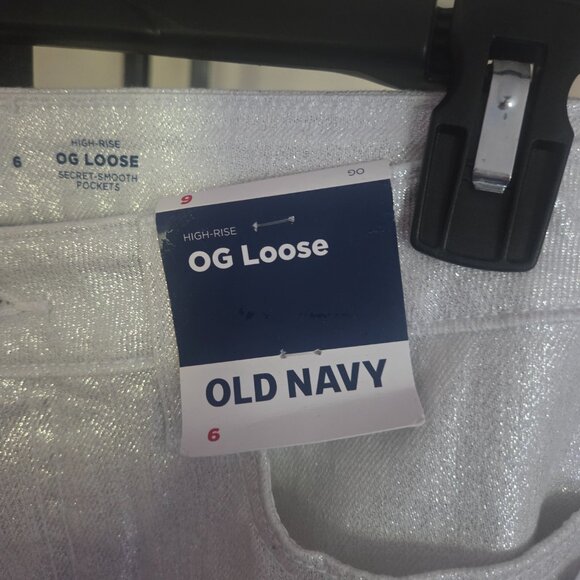 HIGH-RISE
6 OG LOOSE
SECRET-SMOOTH
POCKETS
6 OG
HIGH-RISE
OG Loose
OLD NAVY
6